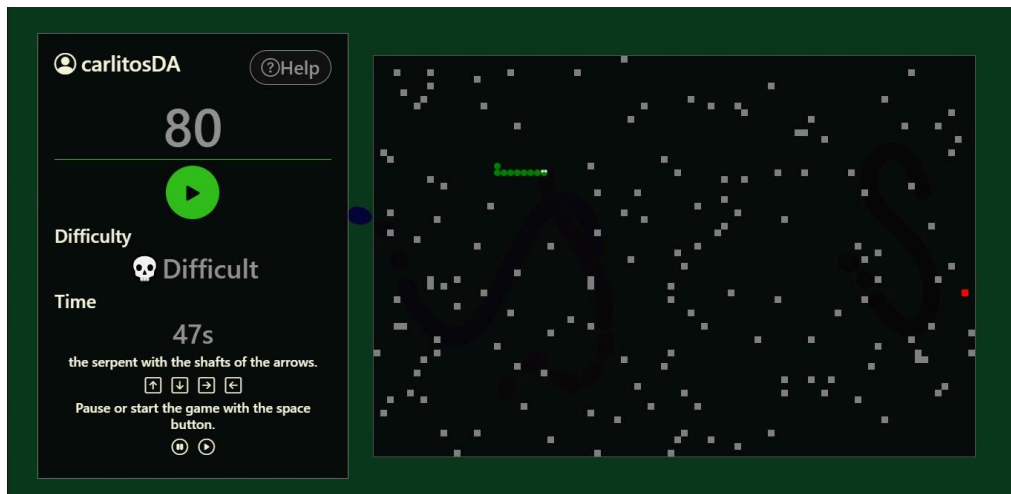 carlitosDA
Help
80
Difficulty
Difficult
Time
47s
the serpent with the shafts of the arrows.
Pause or start the game with the space
button.